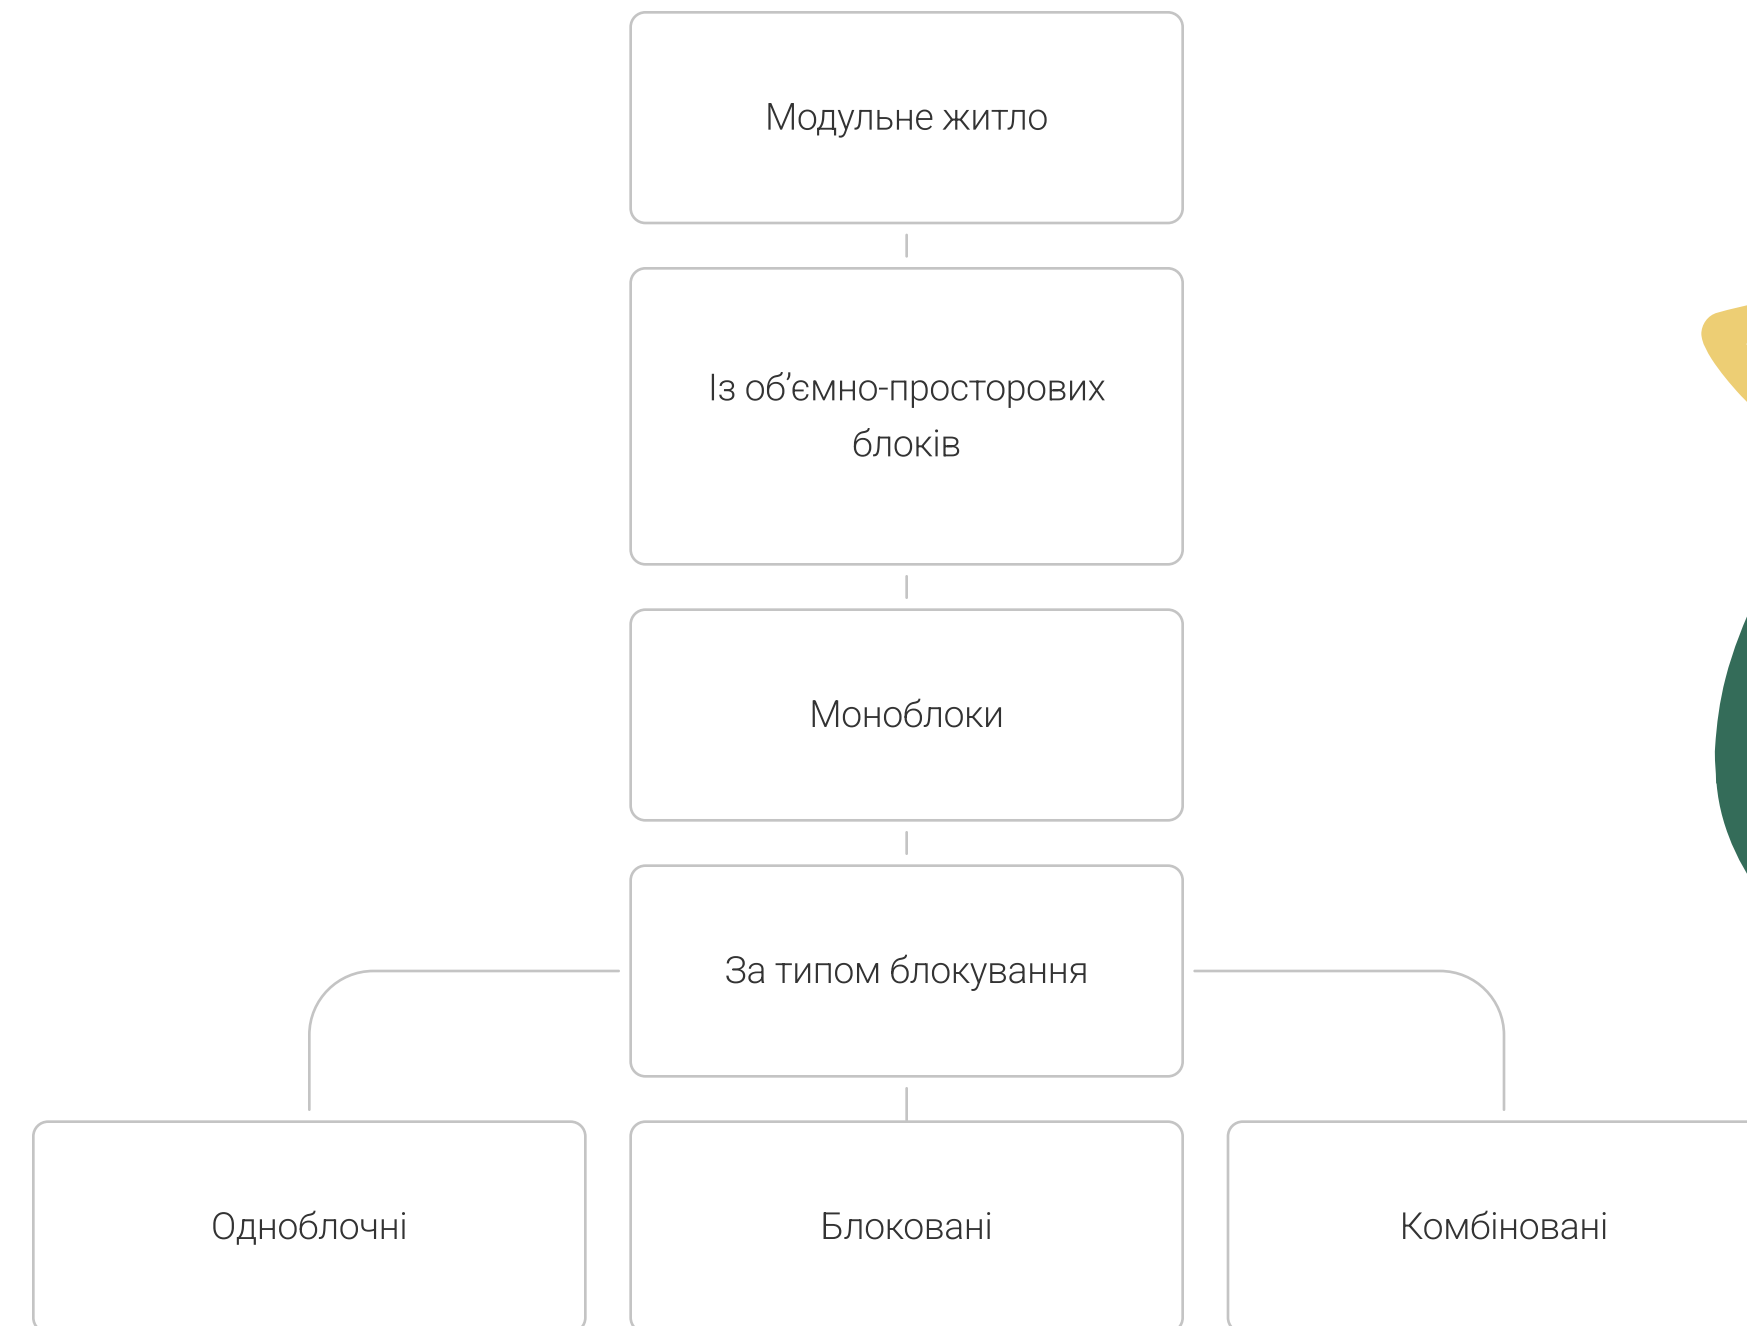 Модульне житло
Із об’ємно-просторових
блоків
Моноблоки
За типом блокування
Одноблочні
Блоковані
Комбіновані